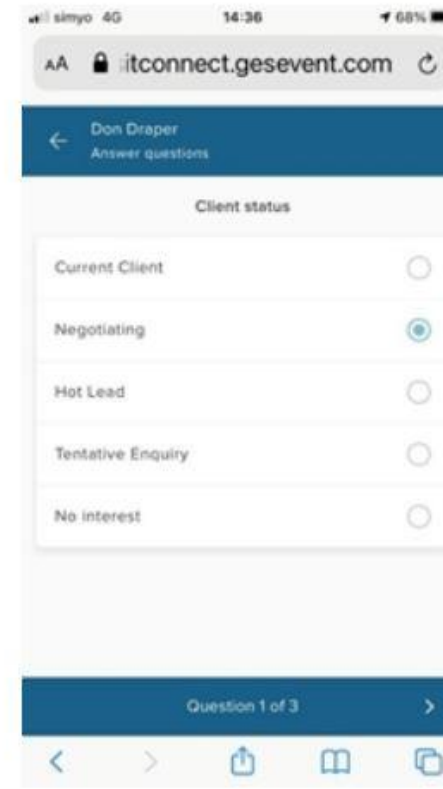 simyo 4G 14:36 68%
AA itconnect.gesevent.com
Don Draper
Answer questions
Client status
Current Client
Negotiating
Hot Lead
Tentative Enquiry
No interest
Question 1 of 3